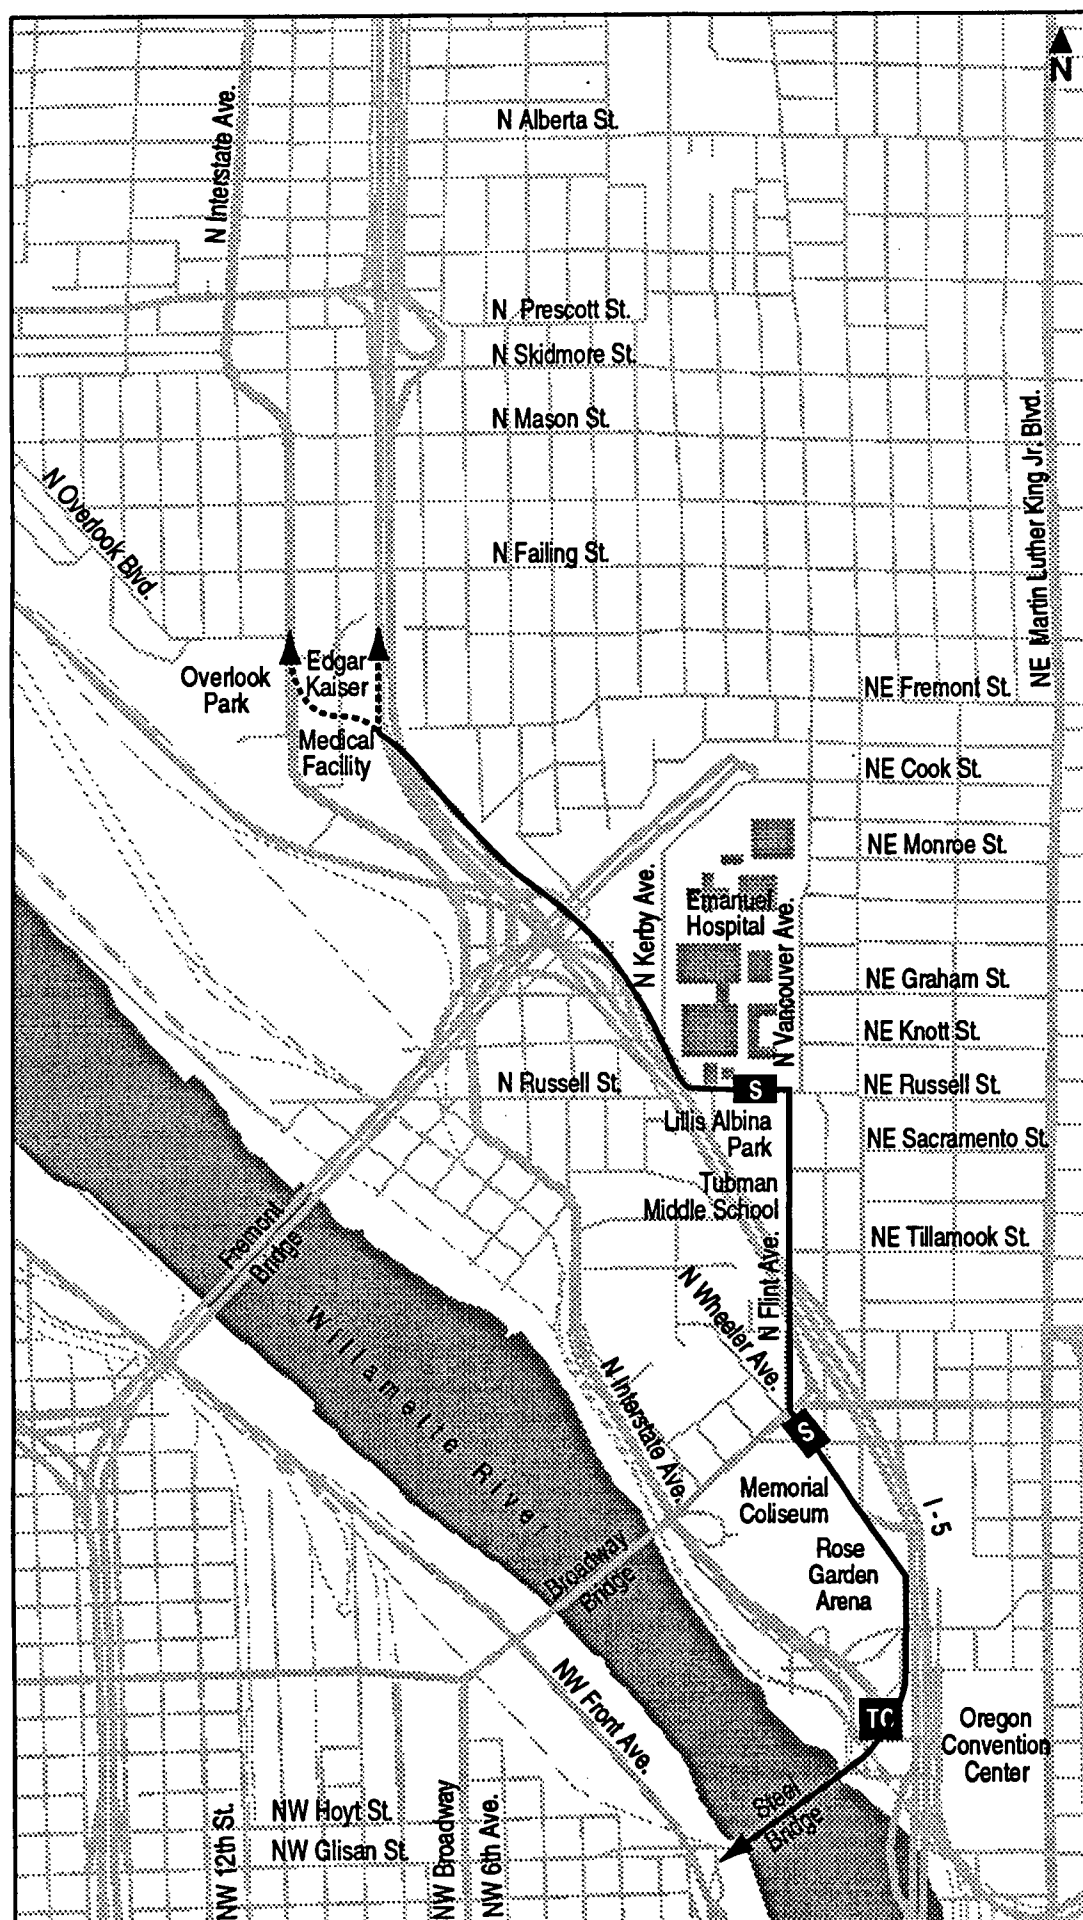 N
N Alberta St.
N Interstate Ave.
N Prescott St.
N Skidmore St.
N Mason St.
NE Martin Luther King Jr. Blvd.
N Overlook Blvd.
N Failing St.
Overlook
Park
Edgar
Kaiser
Medical
Facility
NE Fremont St.
NE Cook St.
NE Monroe St.
N Kerby Ave.
Emanuel
Hospital
N Vancouver Ave.
NE Graham St.
NE Knott St.
N Russell St.
S
NE Russell St.
Lillis Albina
Park
NE Sacramento St.
Tubman
Middle School
NE Tillamook St.
Fremont
Bridge
N Flint Ave.
N Wheeler Ave.
Willamette River
N Interstate Ave.
S
Memorial
Coliseum
I-5
Rose
Garden
Arena
Broadway
Bridge
NW Front Ave.
TC
Oregon
Convention
Center
Steel
Bridge
NW 12th St.
NW Hoyt St.
NW Glisan St.
NW Broadway
NW 6th Ave.